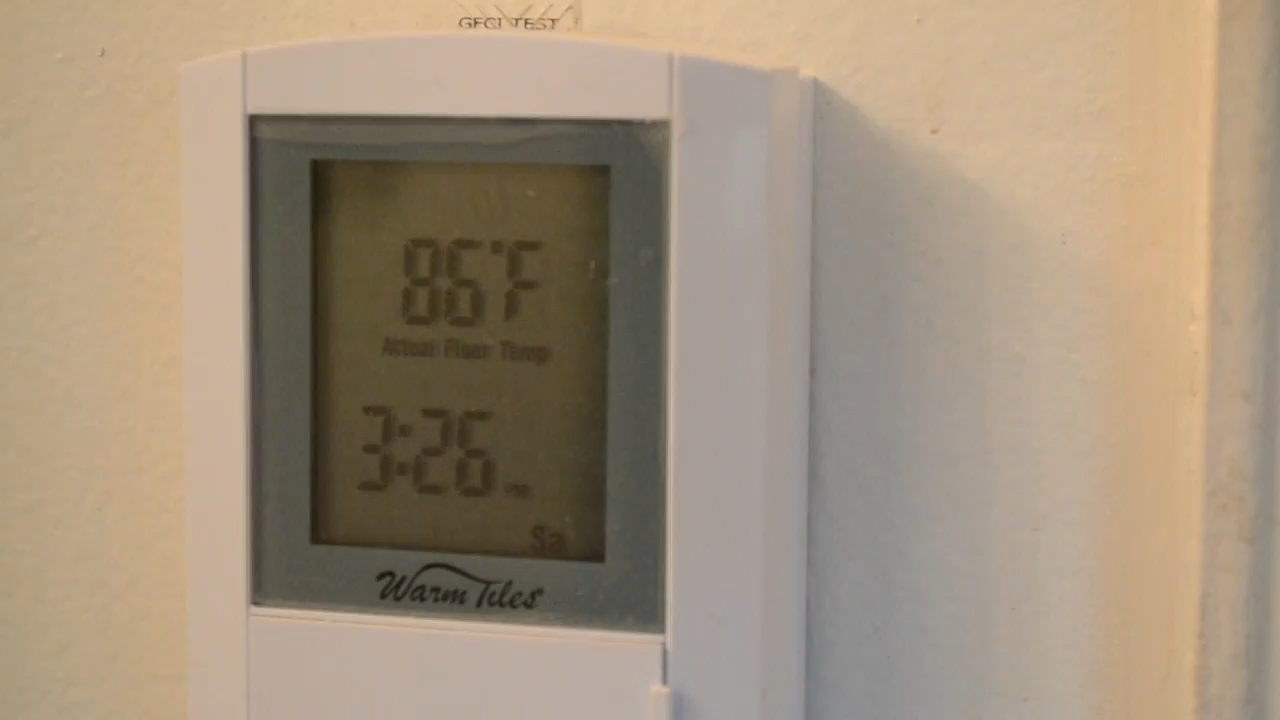 GFCI TEST
86°F
Actual Floor Temp
3:26
Sa
Warm Tiles